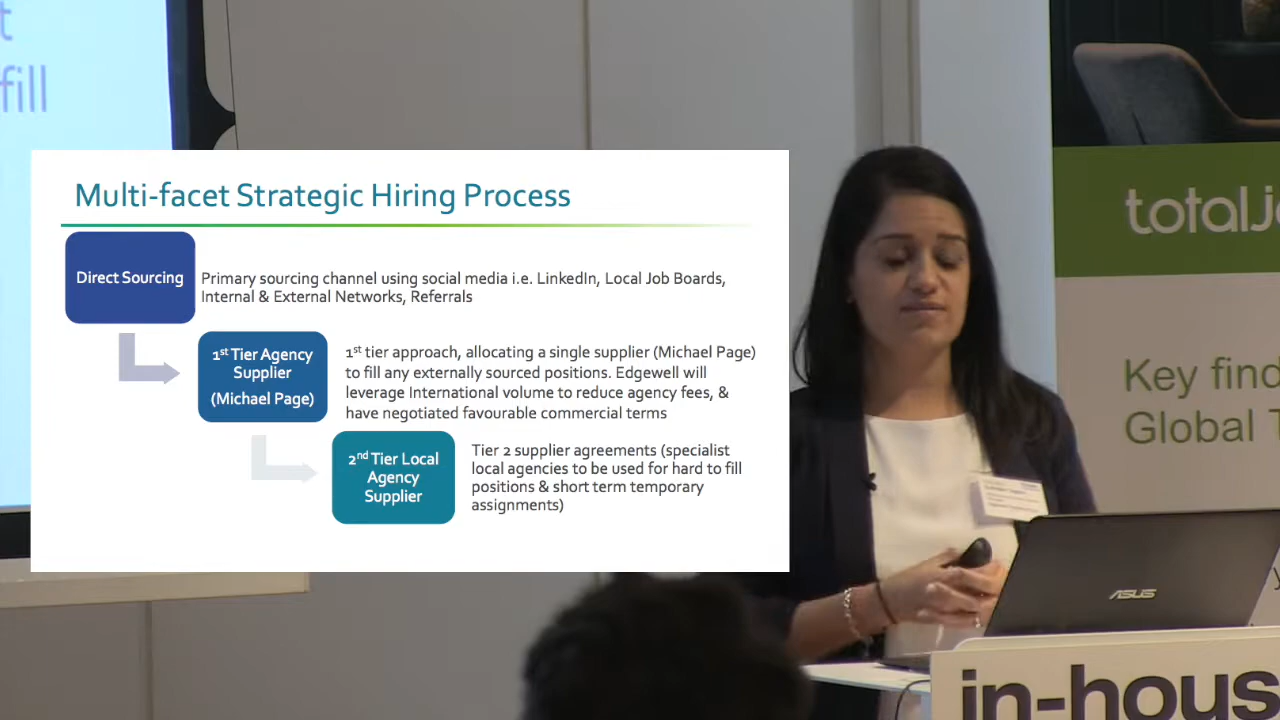 t
fill
Multi-facet Strategic Hiring Process
Direct Sourcing
Primary sourcing channel using social media i.e. LinkedIn, Local Job Boards,
Internal & External Networks, Referrals
1st Tier Agency
Supplier
(Michael Page)
1st tier approach, allocating a single supplier (Michael Page)
to fill any externally sourced positions. Edgewell will
leverage International volume to reduce agency fees, &
have negotiated favourable commercial terms
2nd Tier Local
Agency
Supplier
Tier 2 supplier agreements (specialist
local agencies to be used for hard to fill
positions & short term temporary
assignments)
totalj
Key find
Global T
ASUS
in-hous